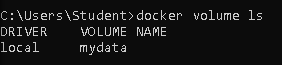 C:\Users\Student>docker volume ls
DRIVER    VOLUME NAME
local     mydata